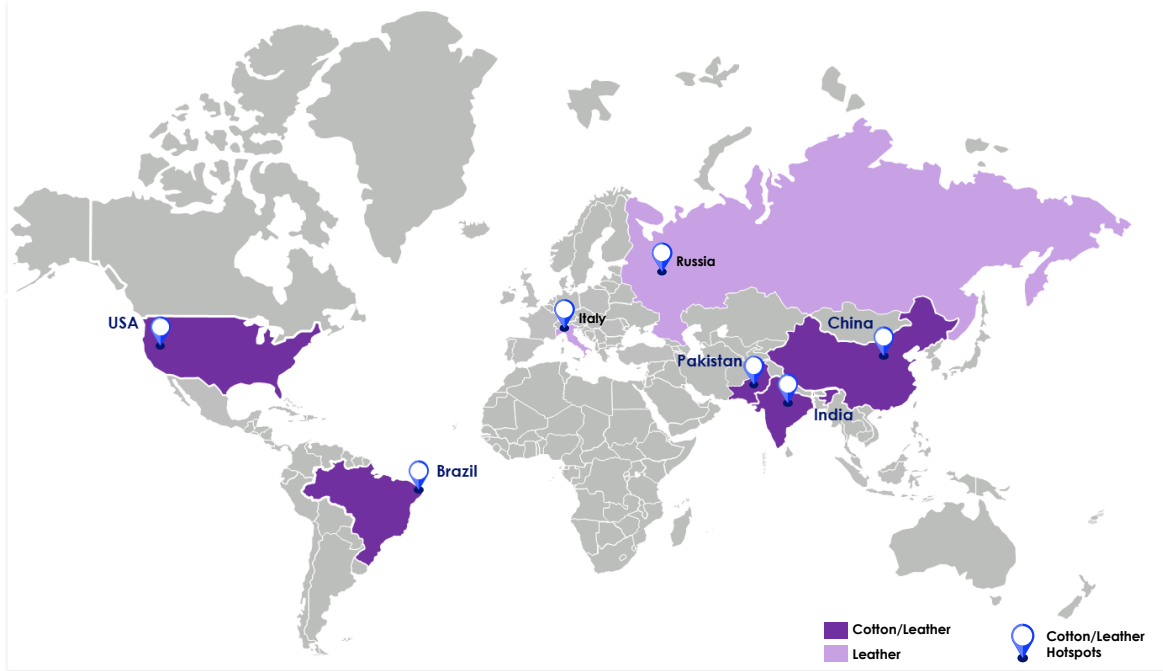 Russia
Italy
USA
China
Pakistan
India
Brazil
Cotton/Leather
Leather
Cotton/Leather
Hotspots